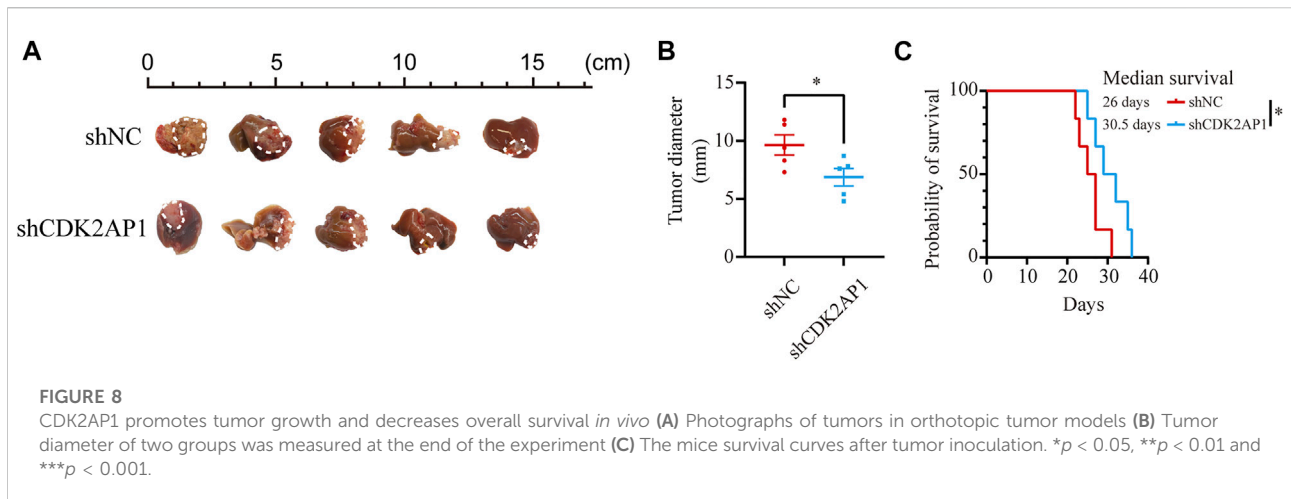 A
0 5 10 15 (cm)
shNC
shCDK2AP1
B
*
Tumor diameter
(mm)
15
10
5
0
shNC
shCDK2AP1
C
Median survival
26 days shNC
30.5 days shCDK2AP1
*
Probability of survival
100
50
0
0 10 20 30 40
Days
FIGURE 8
CDK2AP1 promotes tumor growth and decreases overall survival in vivo (A) Photographs of tumors in orthotopic tumor models (B) Tumor
diameter of two groups was measured at the end of the experiment (C) The mice survival curves after tumor inoculation. *p < 0.05, **p < 0.01 and
***p < 0.001.